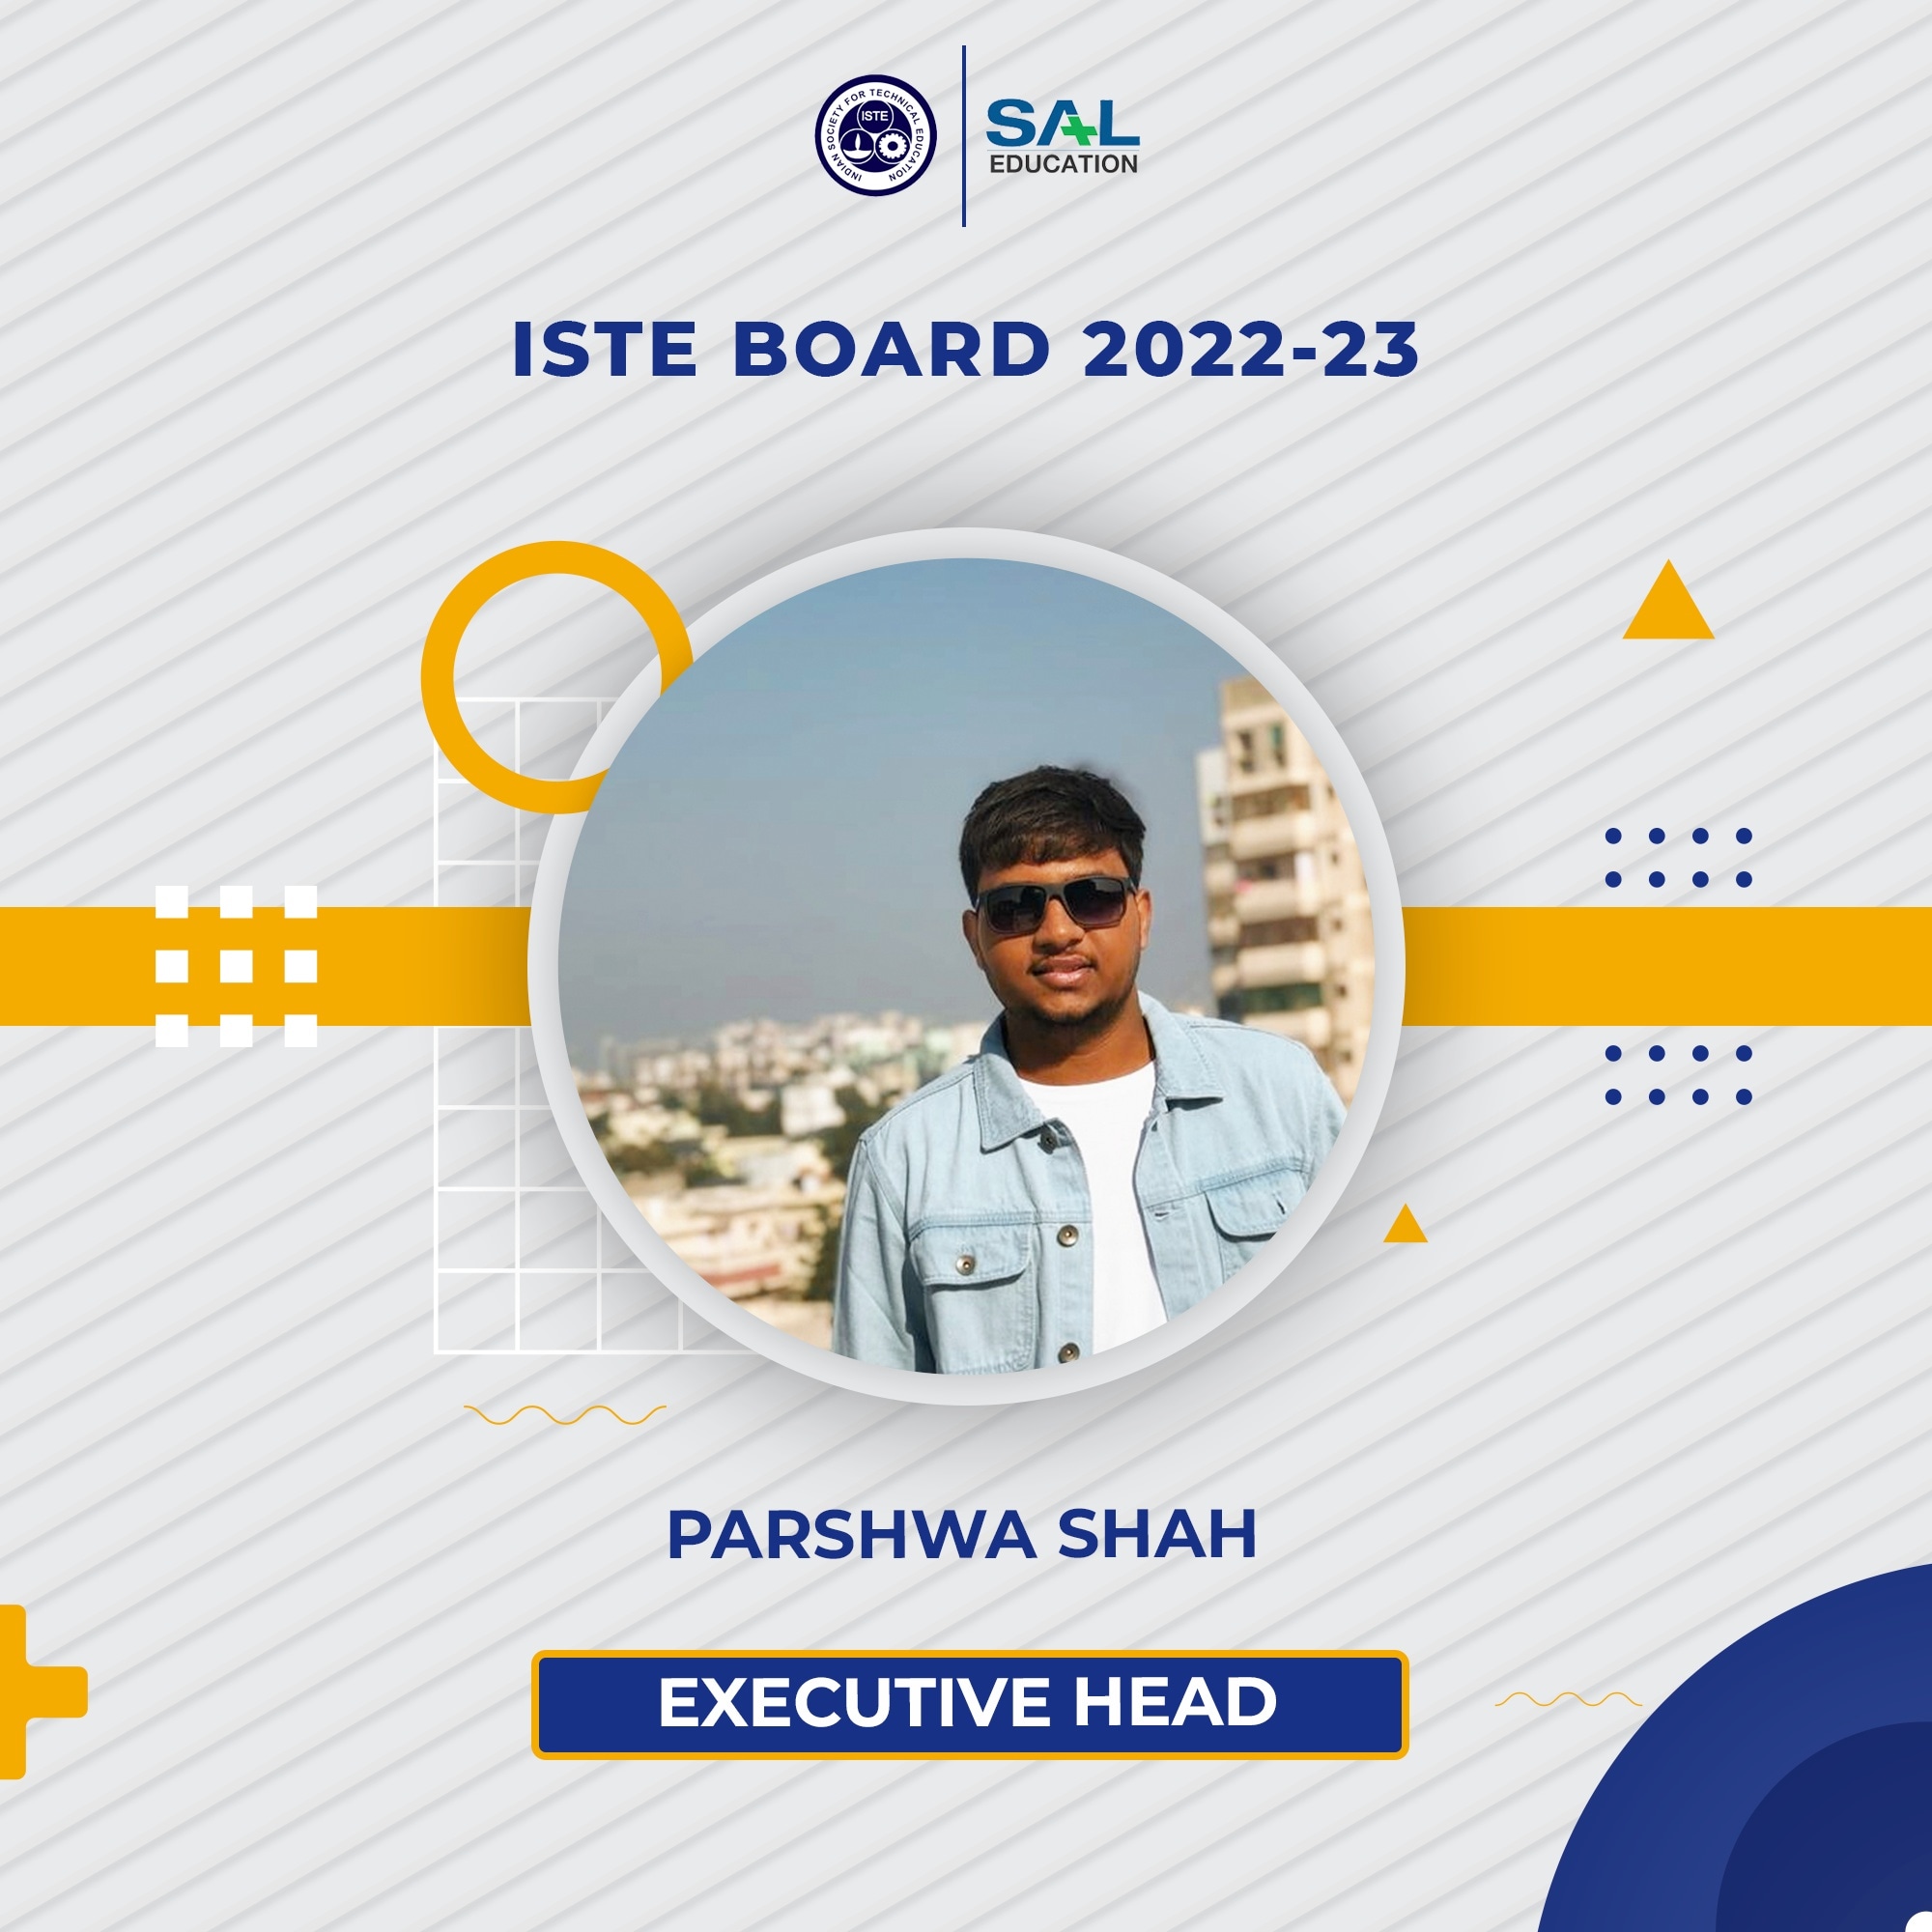 INDIAN SOCIETY FOR TECHNICAL EDUCATION
ISTE
SAL
EDUCATION
ISTE BOARD 2022-23
PARSHWA SHAH
EXECUTIVE HEAD